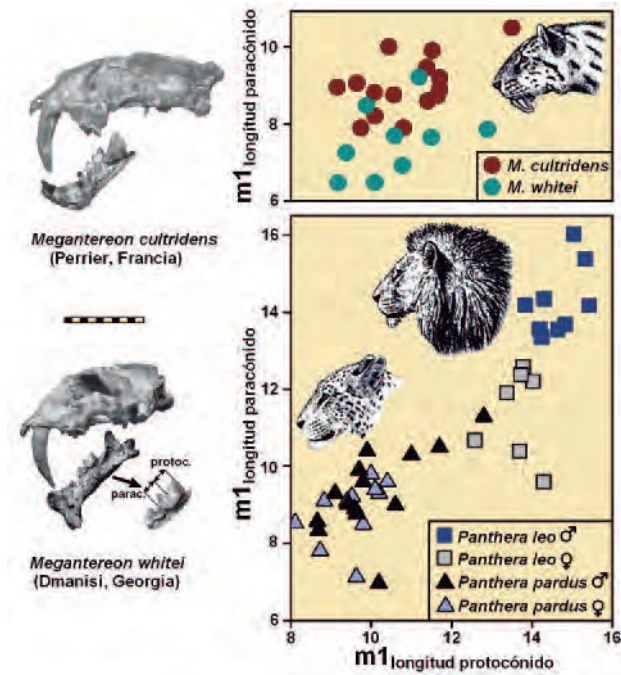 Megantereon cultridens
(Perrier, Francia)
protoc.
parac.
Megantereon whitei
(Dmanisi, Georgia)
m1longitud paracónido
10
8
6
M. cultridens
M. whitei
m1longitud paracónido
16
14
12
10
8
6
Panthera leo ♂
Panthera leo ♀
Panthera pardus ♂
Panthera pardus ♀
8 10 12 14 16
m1longitud protocónido